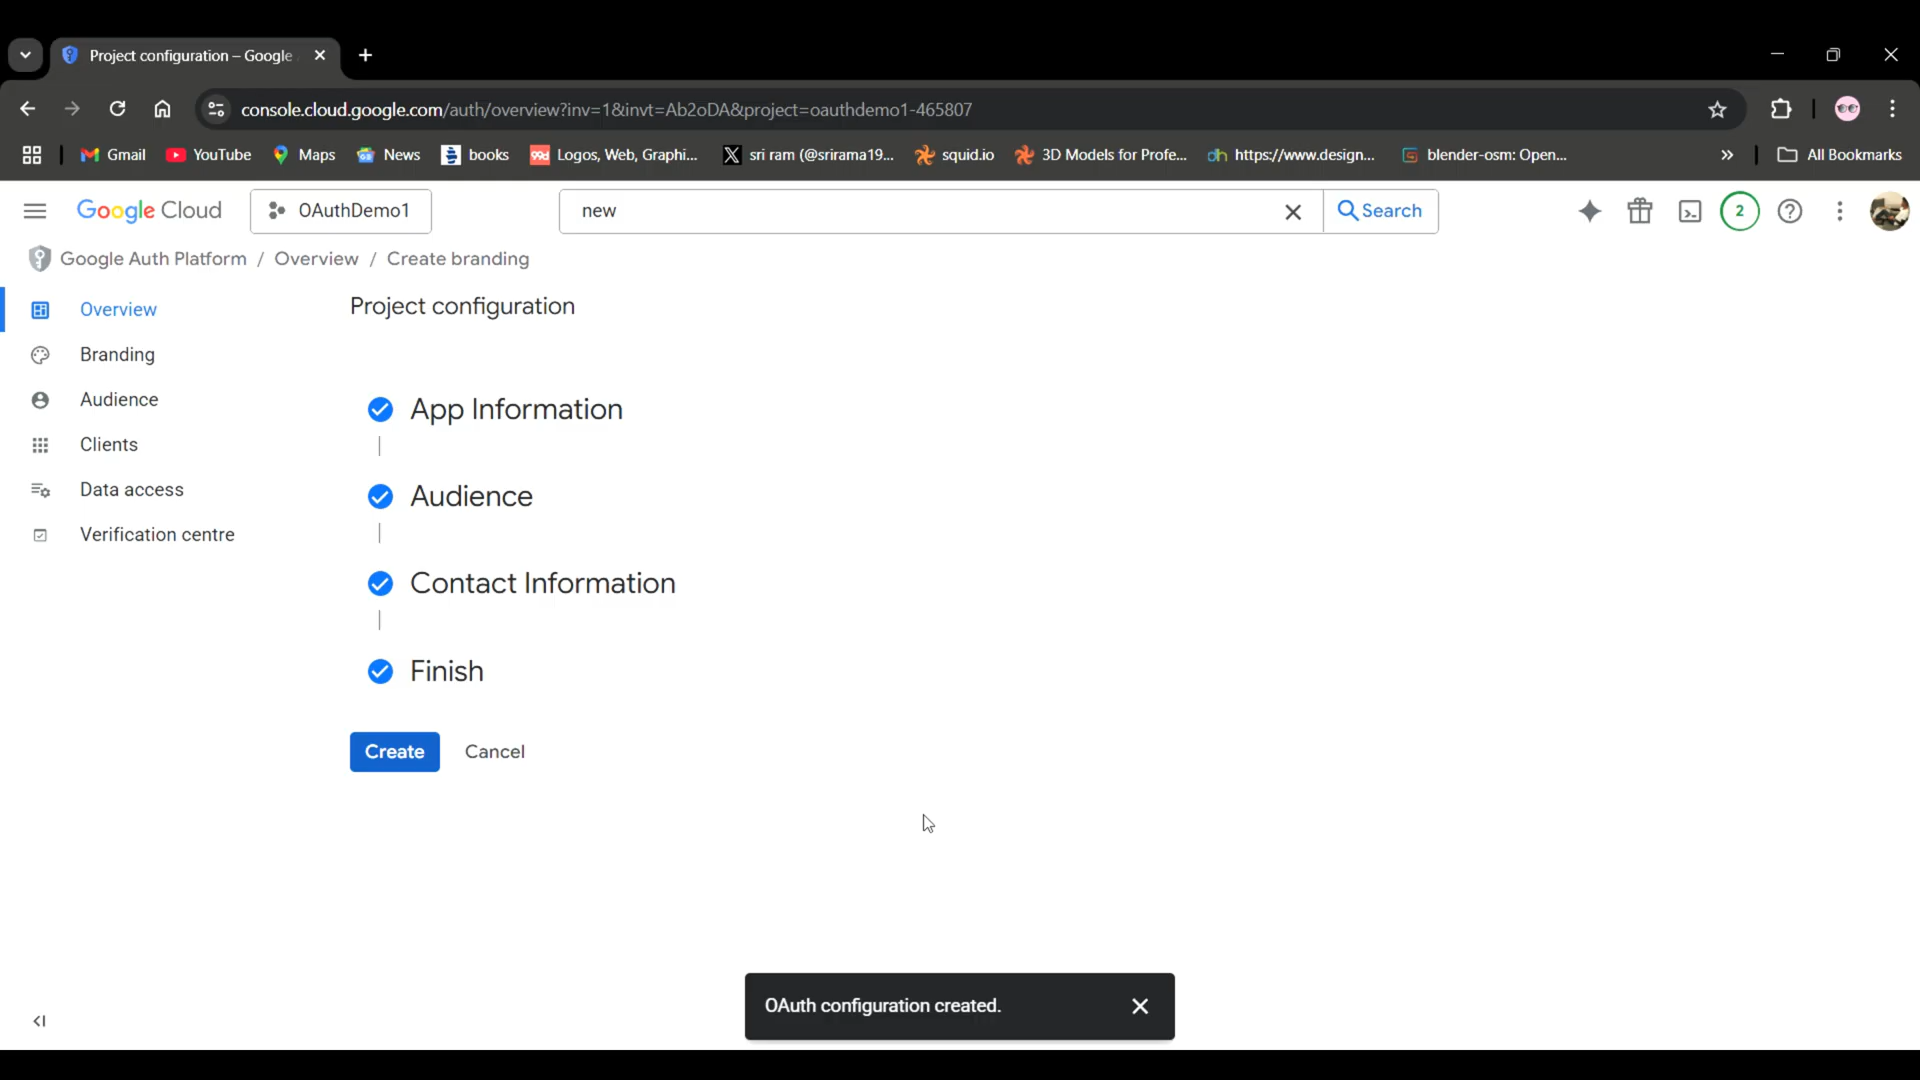 Project configuration – Google
console.cloud.google.com/auth/overview?inv=1&invt=Ab2oDA&project=oauthdemo1-465807
Gmail YouTube Maps News books Logos, Web, Graphi... sri ram (@srirama19... squid.io 3D Models for Profe... https://www.design... blender-osm: Open... » All Bookmarks
Google Cloud OAuthDemo1 new Search 2
Google Auth Platform / Overview / Create branding
Overview
Branding
Audience
Clients
Data access
Verification centre
Project configuration
App Information
Audience
Contact Information
Finish
Create Cancel
OAuth configuration created.